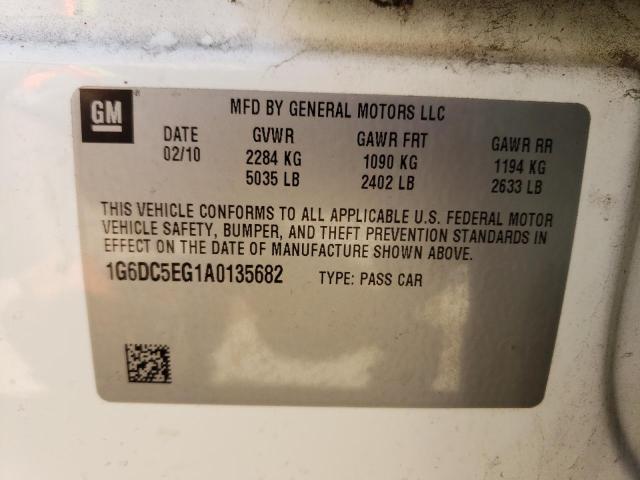 GM
MFD BY GENERAL MOTORS LLC
DATE GVWR GAWR FRT GAWR RR
02/10 2284 KG 1090 KG 1194 KG
5035 LB 2402 LB 2633 LB
THIS VEHICLE CONFORMS TO ALL APPLICABLE U.S. FEDERAL MOTOR
VEHICLE SAFETY, BUMPER, AND THEFT PREVENTION STANDARDS IN
EFFECT ON THE DATE OF MANUFACTURE SHOWN ABOVE.
1G6DC5EG1A0135682 TYPE: PASS CAR